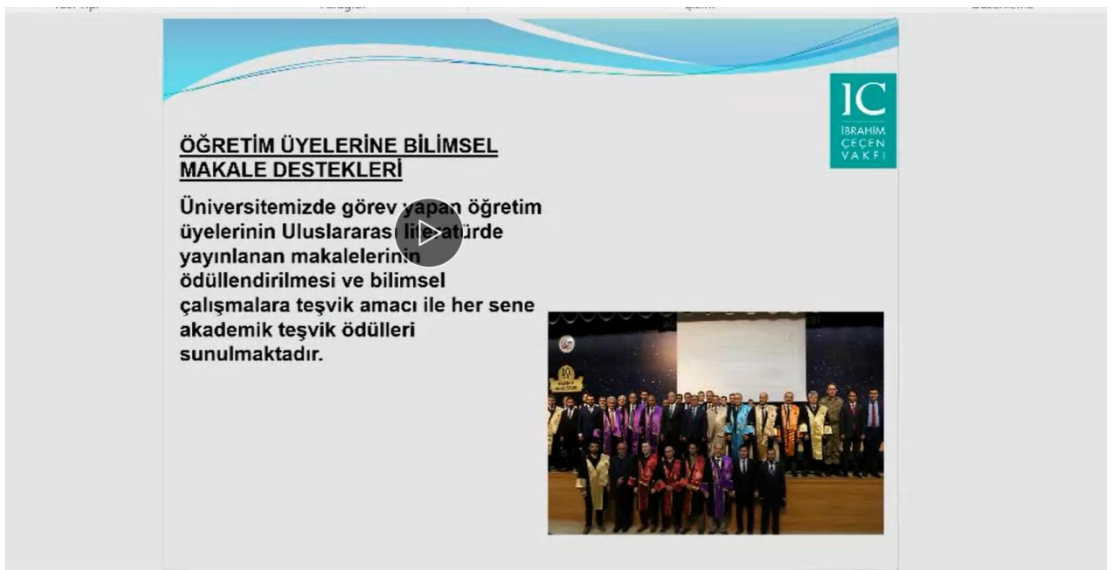 IC
İBRAHİM
ÇEÇEN
VAKFI
ÖĞRETİM ÜYELERİNE BİLİMSEL
MAKALE DESTEKLERİ
Üniversitemizde görev yapan öğretim
üyelerinin Uluslararası literatürde
yayınlanan makalelerinin
ödüllendirilmesi ve bilimsel
çalışmalara teşvik amacı ile her sene
akademik teşvik ödülleri
sunulmaktadır.